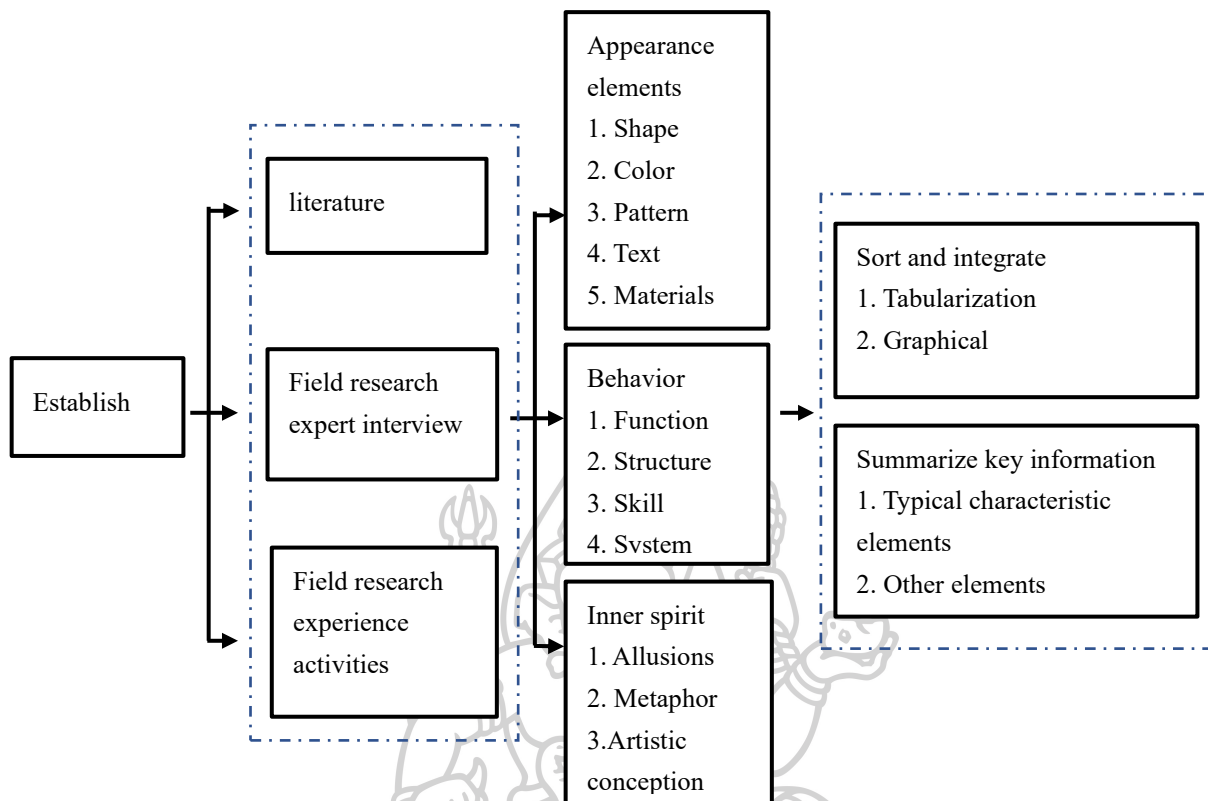 Establish
literature
Field research
expert interview
Field research
experience
activities
Appearance
elements
1. Shape
2. Color
3. Pattern
4. Text
5. Materials
Behavior
1. Function
2. Structure
3. Skill
4. System
Inner spirit
1. Allusions
2. Metaphor
3.Artistic
conception
Sort and integrate
1. Tabularization
2. Graphical
Summarize key information
1. Typical characteristic
elements
2. Other elements